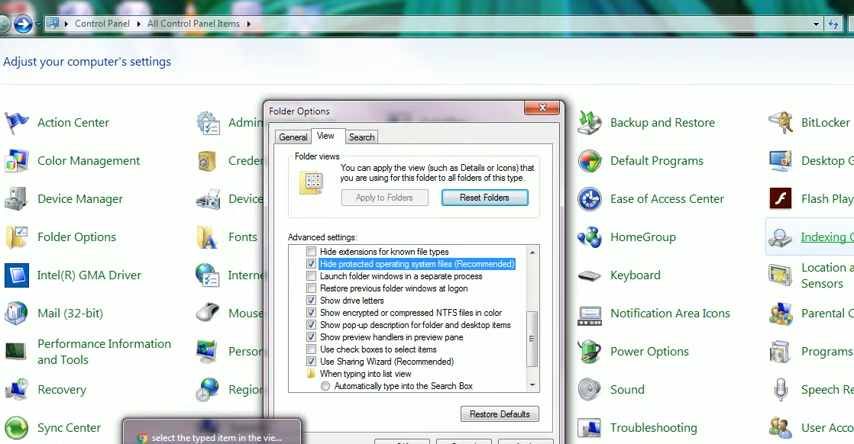 Control Panel All Control Panel Items
Adjust your computer's settings
Action Center
Color Management
Device Manager
Folder Options
Intel(R) GMA Driver
Mail (32-bit)
Performance Information
and Tools
Recovery
Sync Center
Fonts
Folder Options
General View Search
Folder views
You can apply the view (such as Details or Icons) that
you are using for this folder to all folders of this type.
Apply to Folders Reset Folders
Advanced settings:
Hide extensions for known file types
Hide protected operating system files (Recommended)
Launch folder windows in a separate process
Restore previous folder windows at logon
Show drive letters
Show encrypted or compressed NTFS files in color
Show pop-up description for folder and desktop items
Show preview handlers in preview pane
Use check boxes to select items
Use Sharing Wizard (Recommended)
When typing into list view
Automatically type into the Search Box
Restore Defaults
select the typed item in the vie...
Backup and Restore
Default Programs
Ease of Access Center
HomeGroup
Keyboard
Notification Area Icons
Power Options
Sound
Troubleshooting
BitLocker
Desktop G
Flash Play
Indexing
Location a
Sensors
Parental C
Programs
Speech Re
User Acco